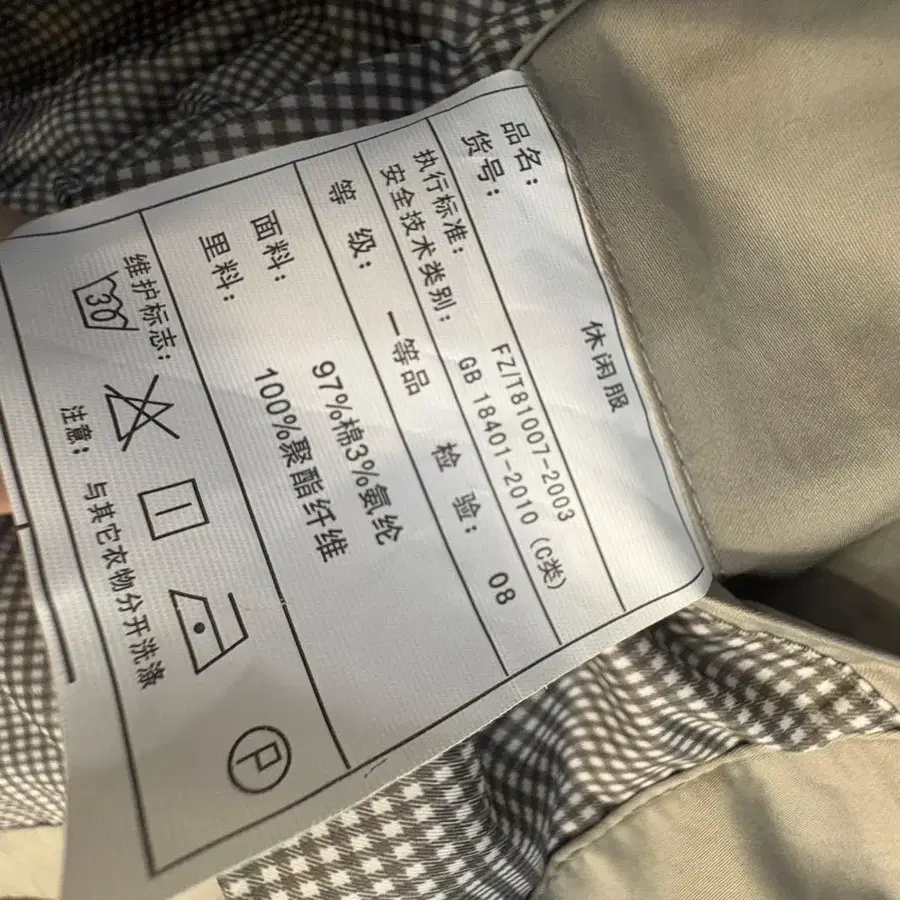 品名: 休闲服
货号:
执行标准: FZ/T81007-2003
安全技术类别: GB 18401-2010 (C类)
等 级: 一等品 检 验: 08
面料: 97%棉3%氨纶
里料: 100%聚酯纤维
维护标志:
30
P
注意: 与其它衣物分开洗涤